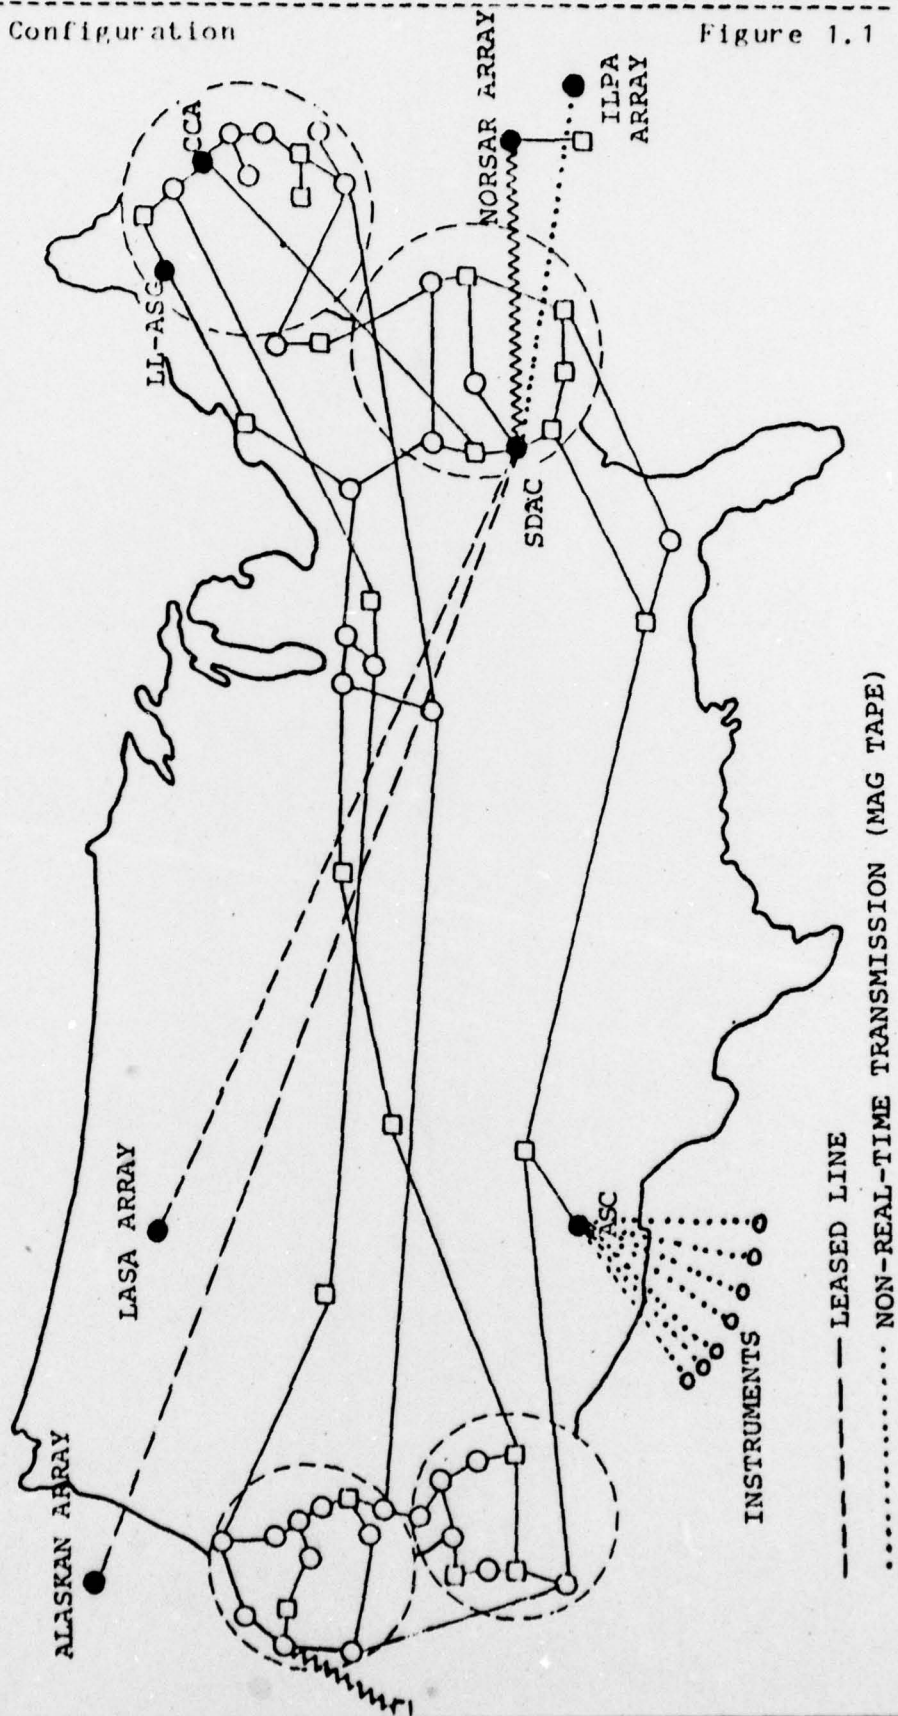 Configuration Figure 1.1
CCA
LL-ASG
NORSAR ARRAY
ILPA
ARRAY
SDAC
LASA ARRAY
ALASKAN ARRAY
ASC
INSTRUMENTS
LEASED LINE
NON-REAL-TIME TRANSMISSION (MAG TAPE)